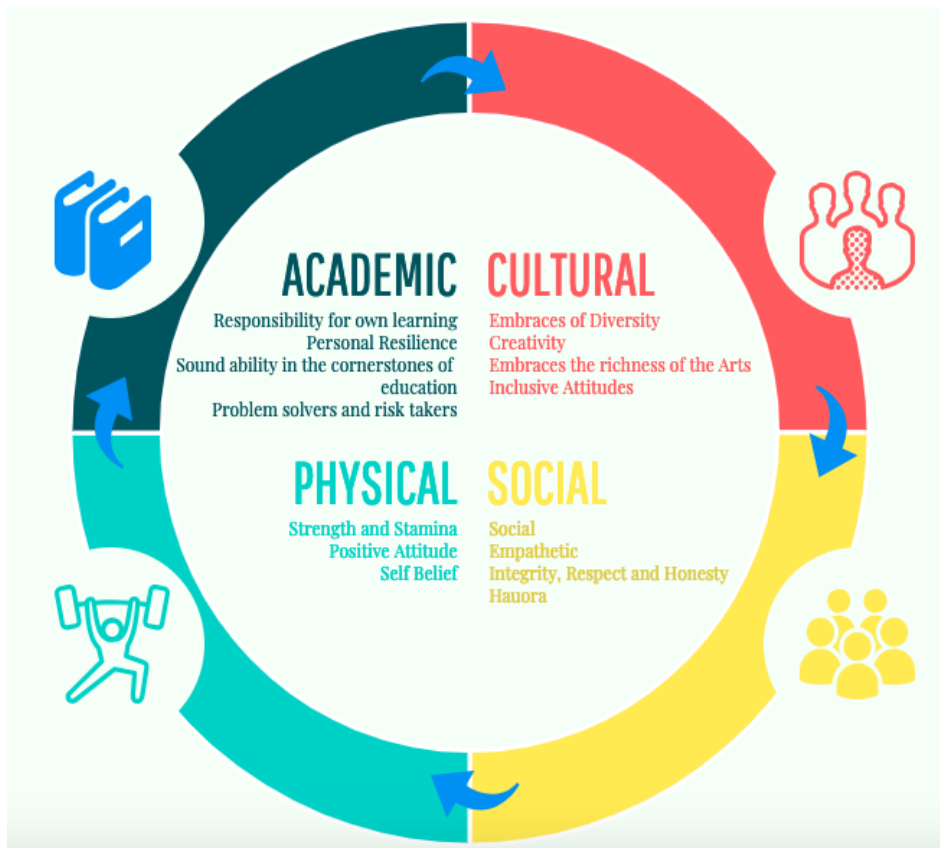 ACADEMIC
Responsibility for own learning
Personal Resilience
Sound ability in the cornerstones of
education
Problem solvers and risk takers
CULTURAL
Embraces of Diversity
Creativity
Embraces the richness of the Arts
Inclusive Attitudes
PHYSICAL
Strength and Stamina
Positive Attitude
Self Belief
SOCIAL
Social
Empathetic
Integrity, Respect and Honesty
Hauora